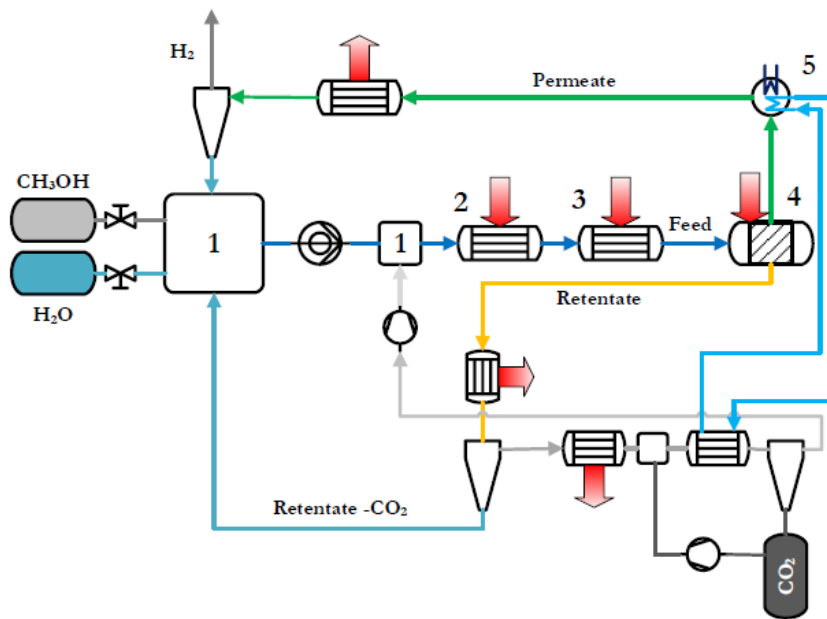 H₂
Permeate
5
CH₃OH
1
1
2
3
Feed
4
H₂O
Retentate
Retentate -CO₂
CO₂